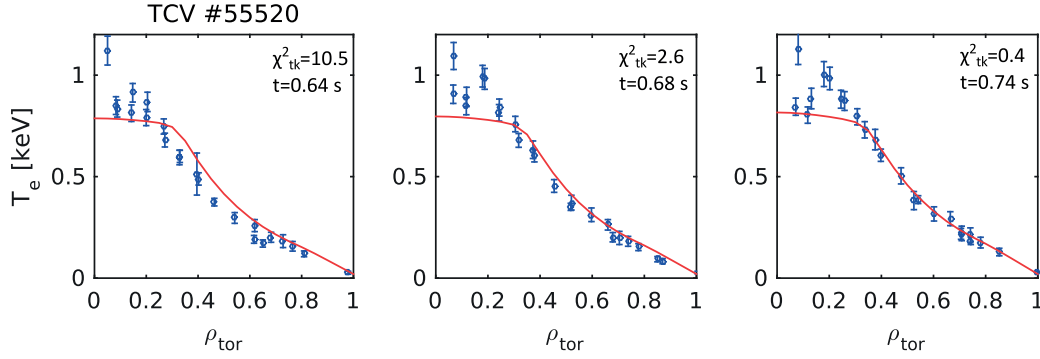 TCV #55520
T_e [keV]
1
0.5
0
χ²_tk=10.5
t=0.64 s
0 0.2 0.4 0.6 0.8 1
ρ_tor
1
0.5
0
χ²_tk=2.6
t=0.68 s
0 0.2 0.4 0.6 0.8 1
ρ_tor
1
0.5
0
χ²_tk=0.4
t=0.74 s
0 0.2 0.4 0.6 0.8 1
ρ_tor